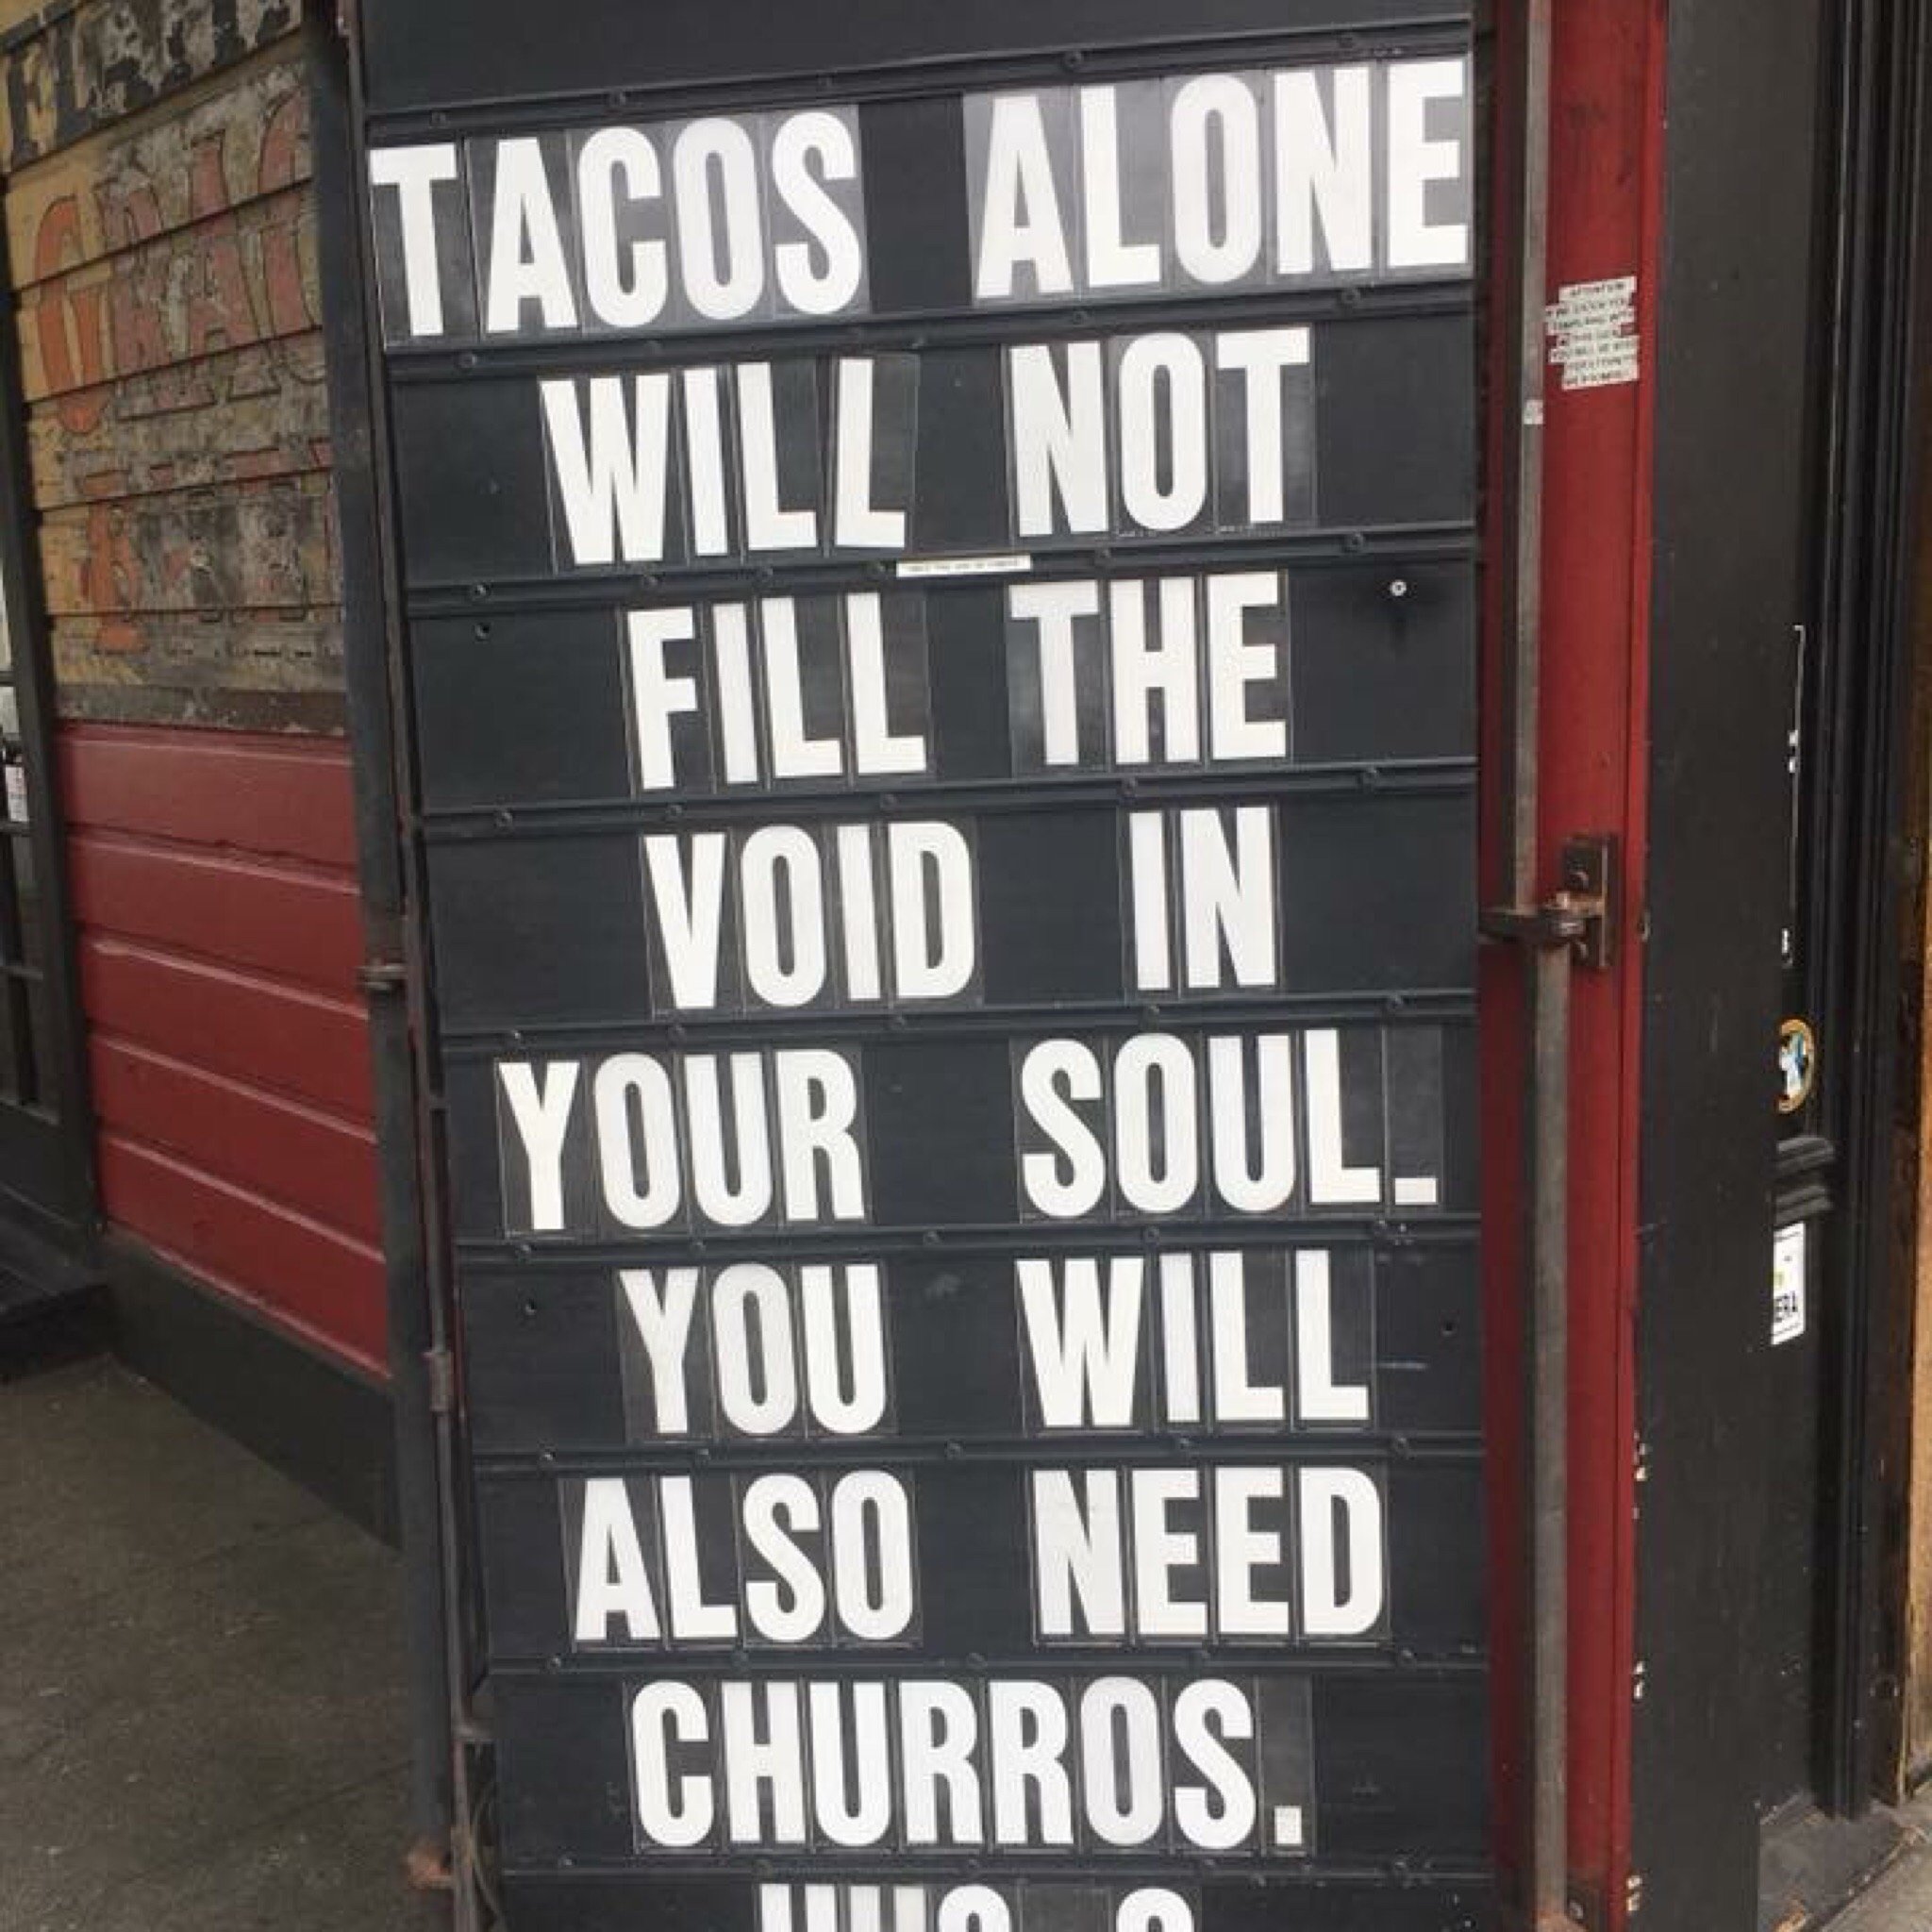 TACOS ALONE
WILL NOT
FILL THE
VOID IN
YOUR SOUL.
YOU WILL
ALSO NEED
CHURROS.